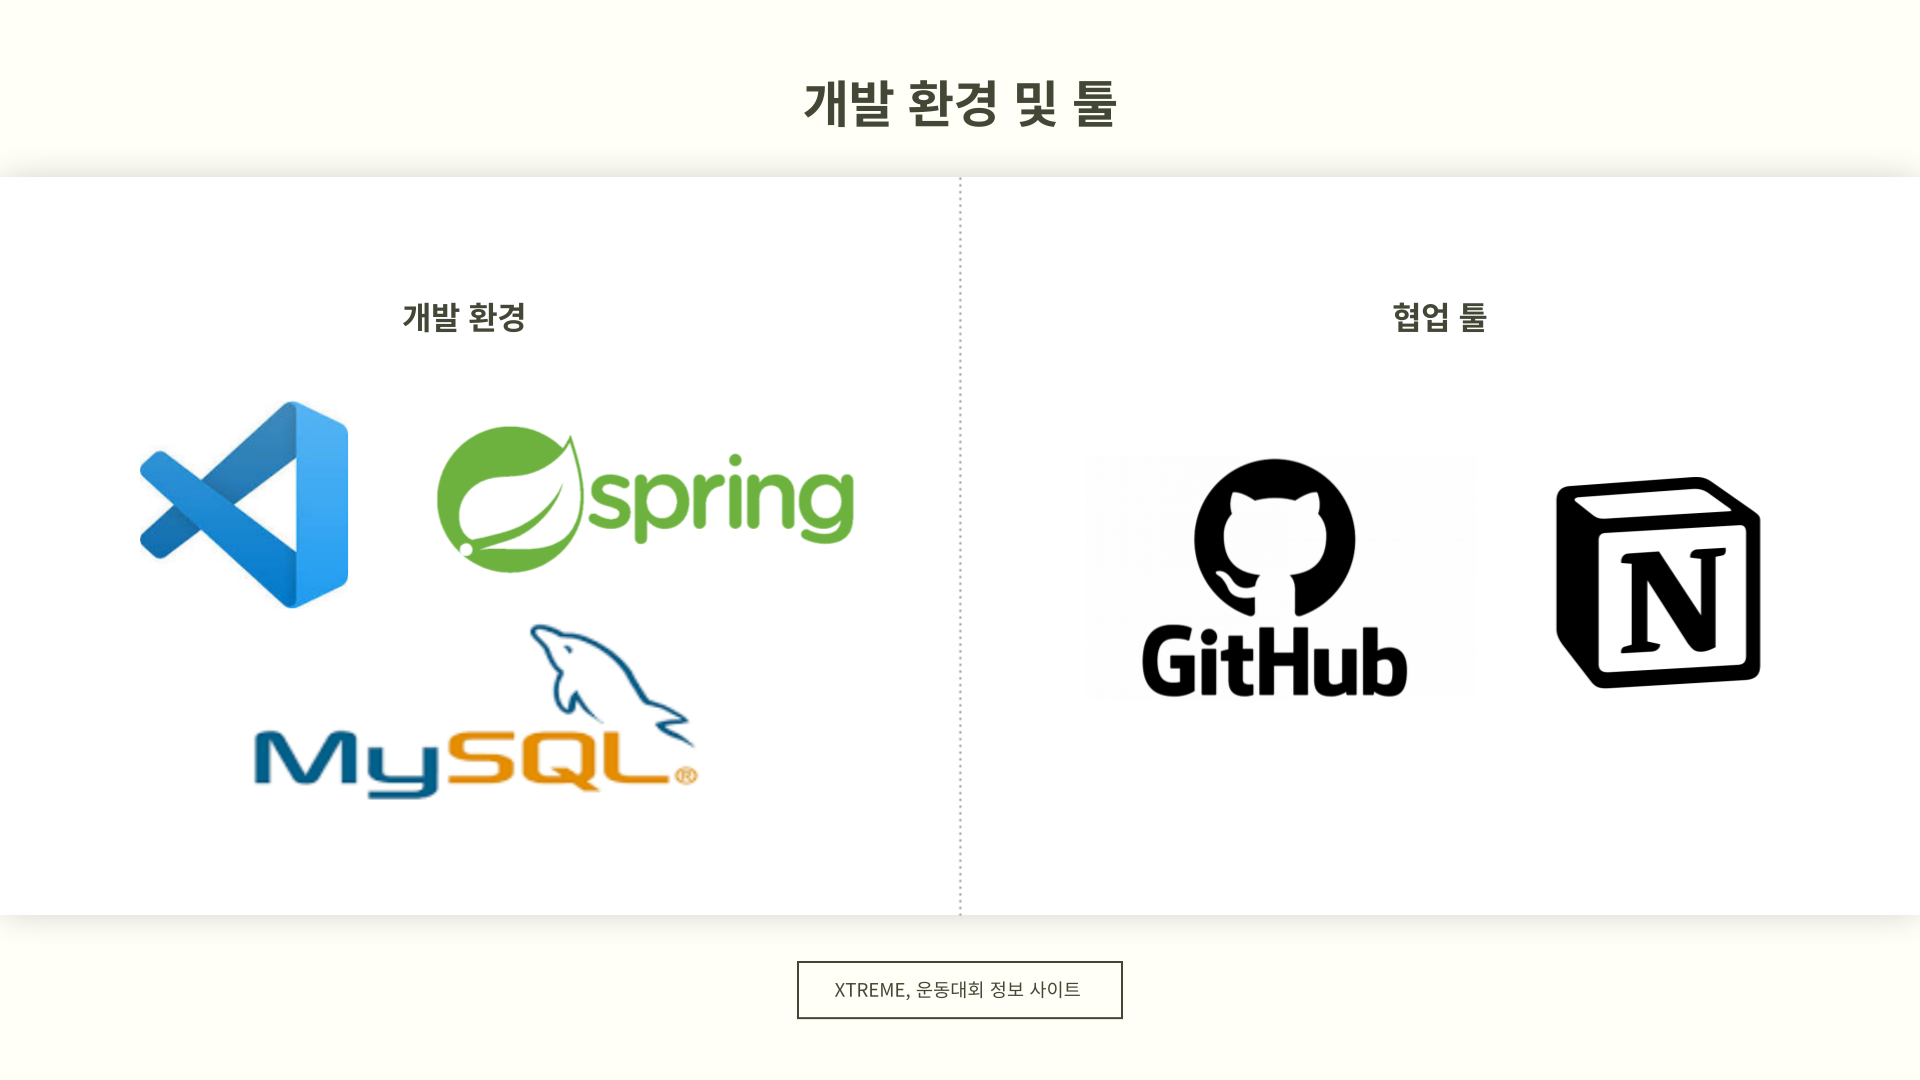 개발 환경 및 툴
개발 환경
협업 툴
spring
GitHub
N
MySQL®
XTREME, 운동대회 정보 사이트